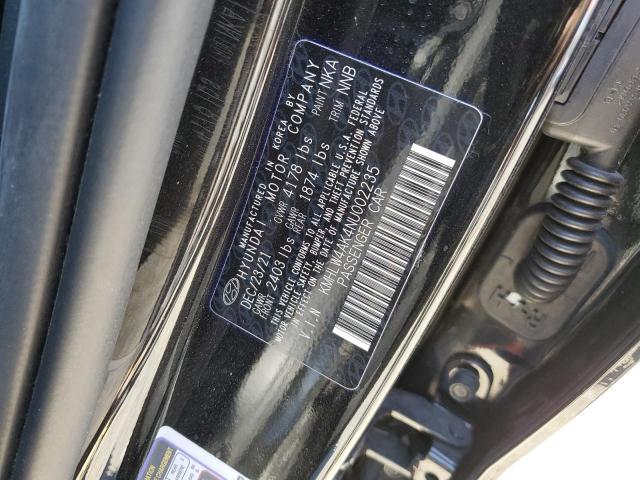 MANUFACTURED IN KOREA BY
HYUNDAI MOTOR COMPANY
DEC/23/21 GVWR 4178 lbs PAINT NKA
GAWR FRONT 2403 lbs GAWR REAR 1874 lbs TRIM NNB
THIS VEHICLE CONFORMS TO ALL APPLICABLE U.S.A. FEDERAL
MOTOR VEHICLE SAFETY, BUMPER, AND THEFT PREVENTION STANDARDS
IN EFFECT ON THE DATE OF MANUFACTURE SHOWN ABOVE
V.I.N KMHLW4HK4NU002235
PASSENGER CAR